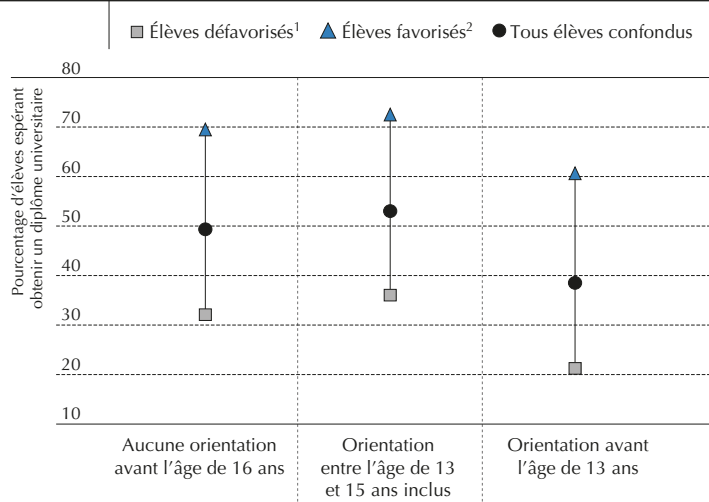 Élèves défavorisés¹ Élèves favorisés² Tous élèves confondus
Pourcentage d'élèves espérant
obtenir un diplôme universitaire
80
70
60
50
40
30
20
10
Aucune orientation
avant l'âge de 16 ans
Orientation
entre l'âge de 13
et 15 ans inclus
Orientation avant
l'âge de 13 ans